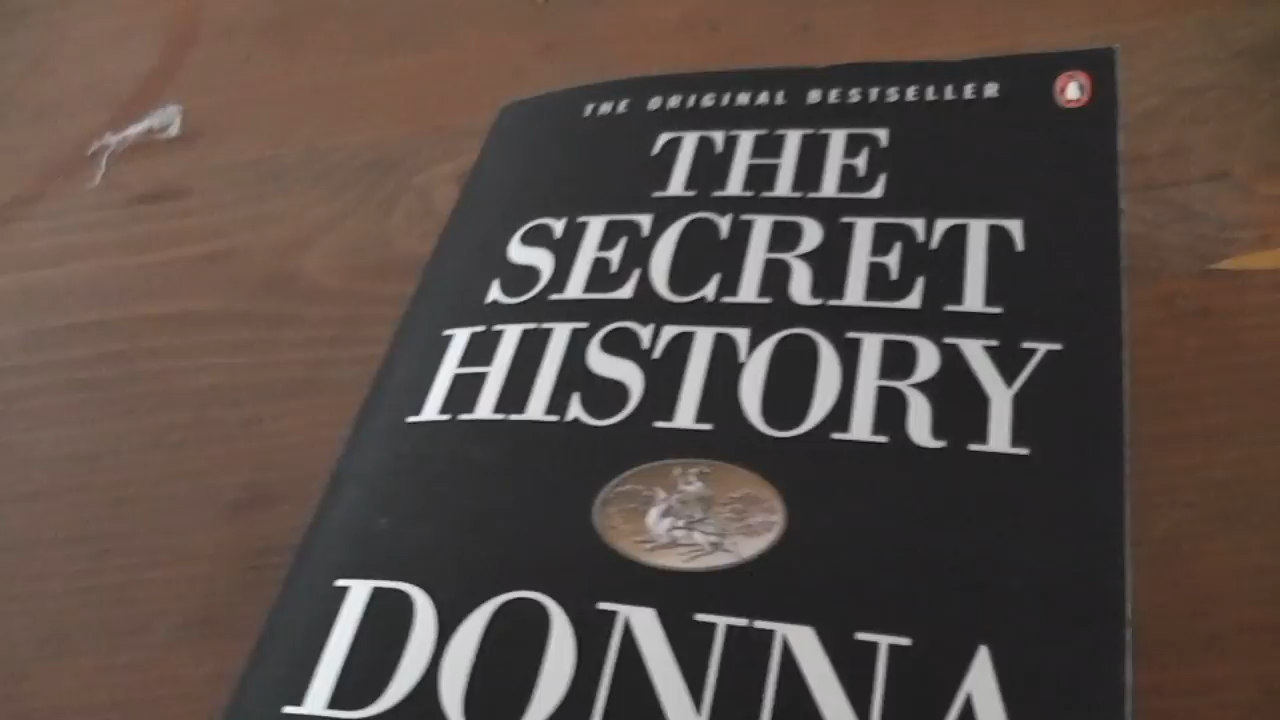 THE ORIGINAL BESTSELLER
THE
SECRET
HISTORY
DONNA